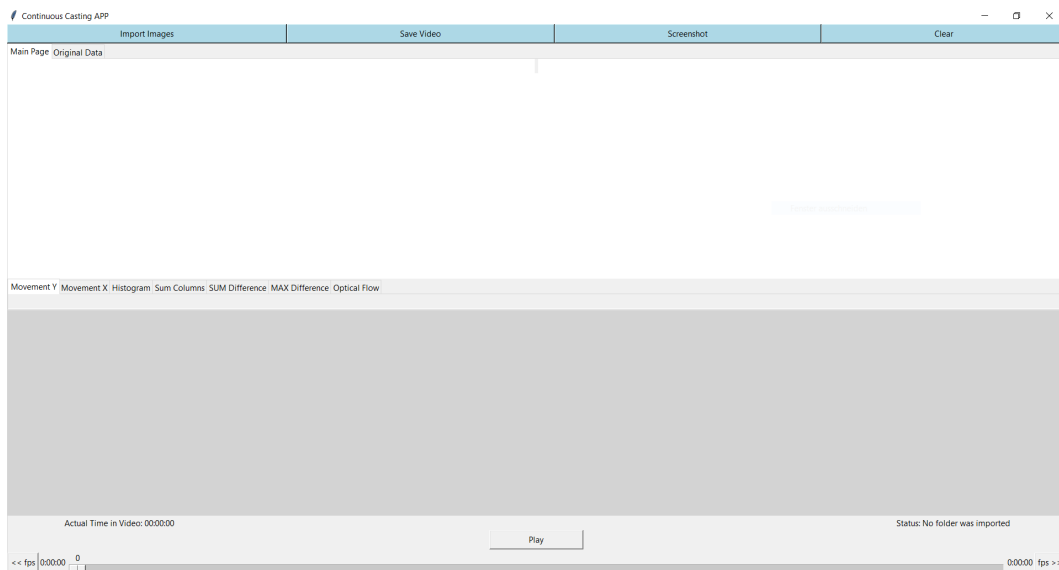 Continuous Casting APP
Import Images Save Video Screenshot Clear
Main Page Original Data
Movement Y Movement X Histogram Sum Columns SUM Difference MAX Difference Optical Flow
Actual Time in Video: 00:00:00 Status: No folder was imported
Play
<< fps 0:00:00 0 0:00:00 fps >>